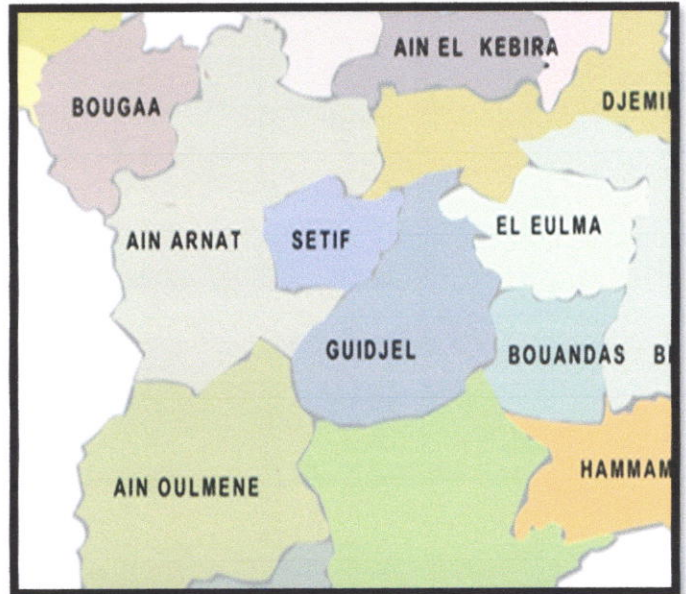 AIN EL KEBIRA
BOUGAA
DJEMI
AIN ARNAT
SETIF
EL EULMA
GUIDJEL
BOUANDAS
B
AIN OULMENE
HAMMAM